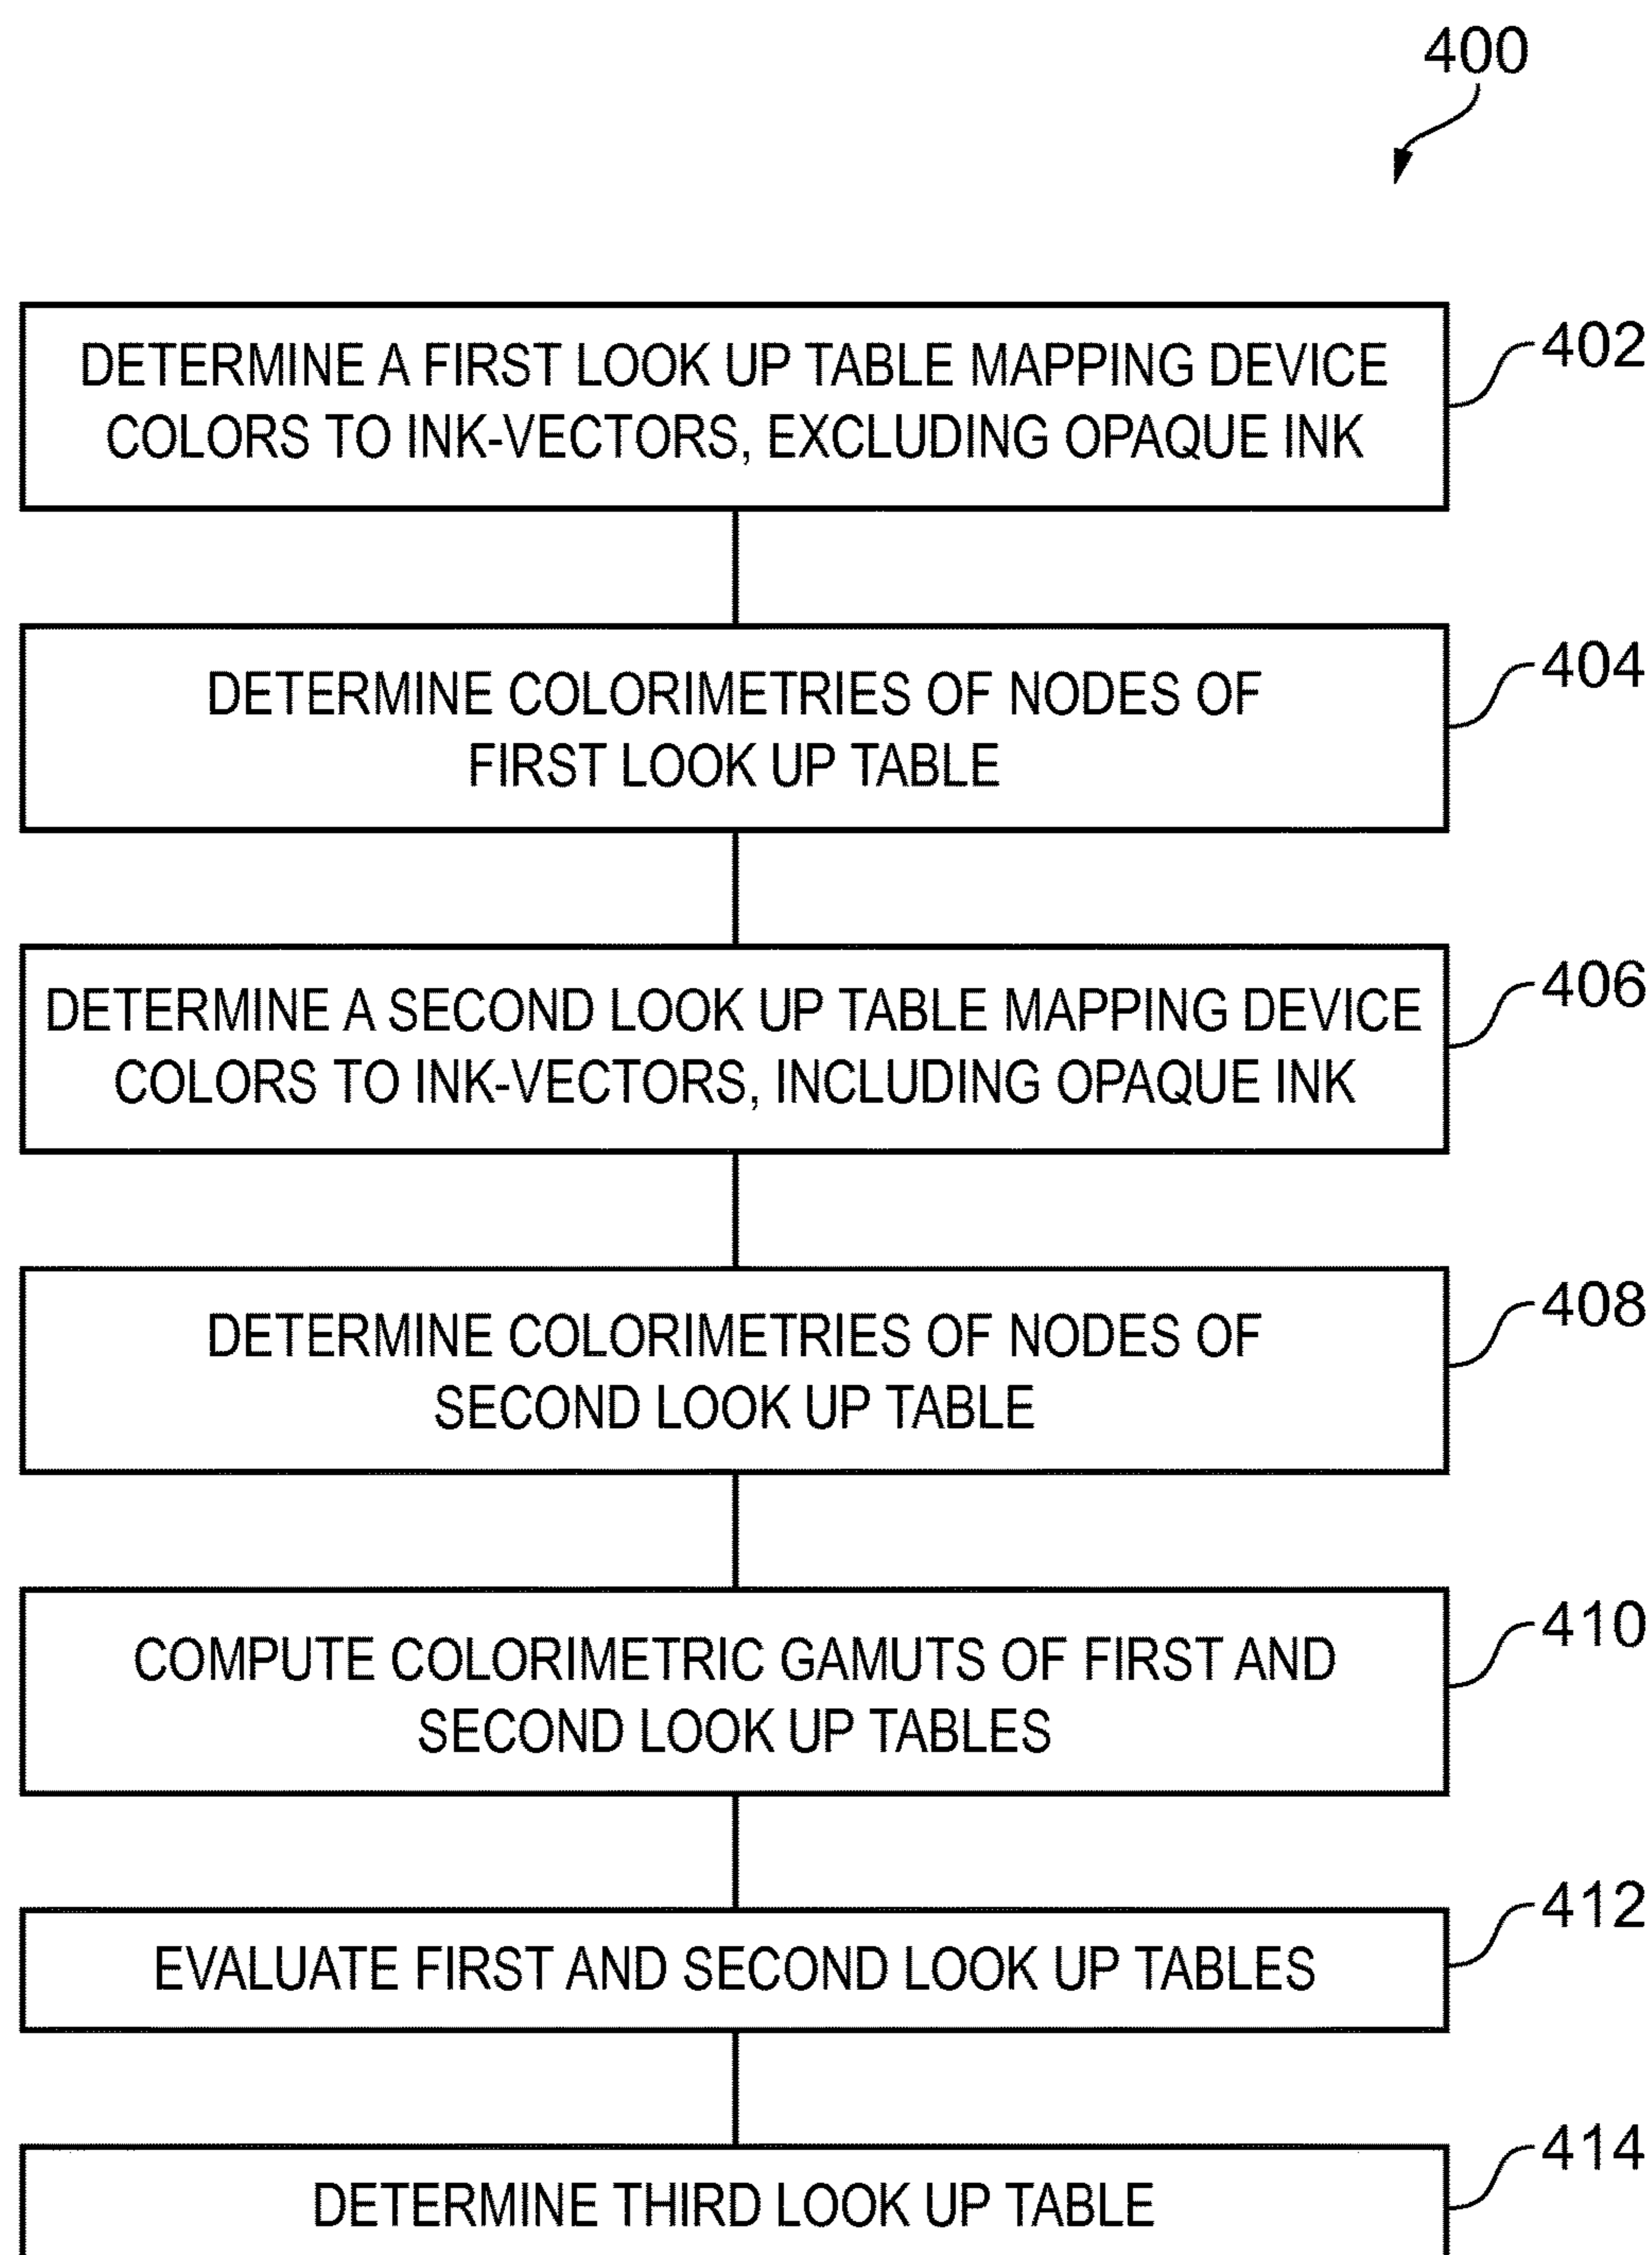 400
DETERMINE A FIRST LOOK UP TABLE MAPPING DEVICE
COLORS TO INK-VECTORS, EXCLUDING OPAQUE INK
402
DETERMINE COLORIMETRIES OF NODES OF
FIRST LOOK UP TABLE
404
DETERMINE A SECOND LOOK UP TABLE MAPPING DEVICE
COLORS TO INK-VECTORS, INCLUDING OPAQUE INK
406
DETERMINE COLORIMETRIES OF NODES OF
SECOND LOOK UP TABLE
408
COMPUTE COLORIMETRIC GAMUTS OF FIRST AND
SECOND LOOK UP TABLES
410
EVALUATE FIRST AND SECOND LOOK UP TABLES
412
DETERMINE THIRD LOOK UP TABLE
414